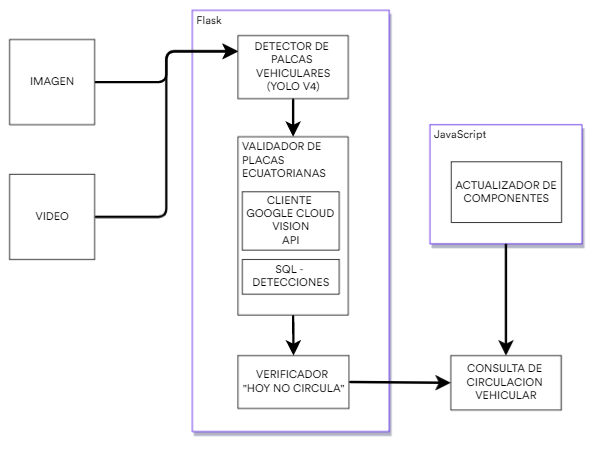 Flask
IMAGEN
VIDEO
DETECTOR DE
PALCAS
VEHICULARES
(YOLO V4)
VALIDADOR DE
PLACAS
ECUATORIANAS
CLIENTE
GOOGLE CLOUD
VISION
API
SQL -
DETECCIONES
VERIFICADOR
"HOY NO CIRCULA"
JavaScript
ACTUALIZADOR DE
COMPONENTES
CONSULTA DE
CIRCULACION
VEHICULAR